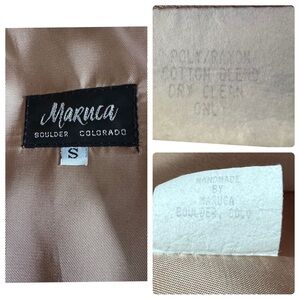 Maruca
BOULDER COLORADO
S
POLY/RAYON
COTTON BLEND
DRY CLEAN
ONLY
HANDMADE
BY
MARUCA
BOULDER, COLO